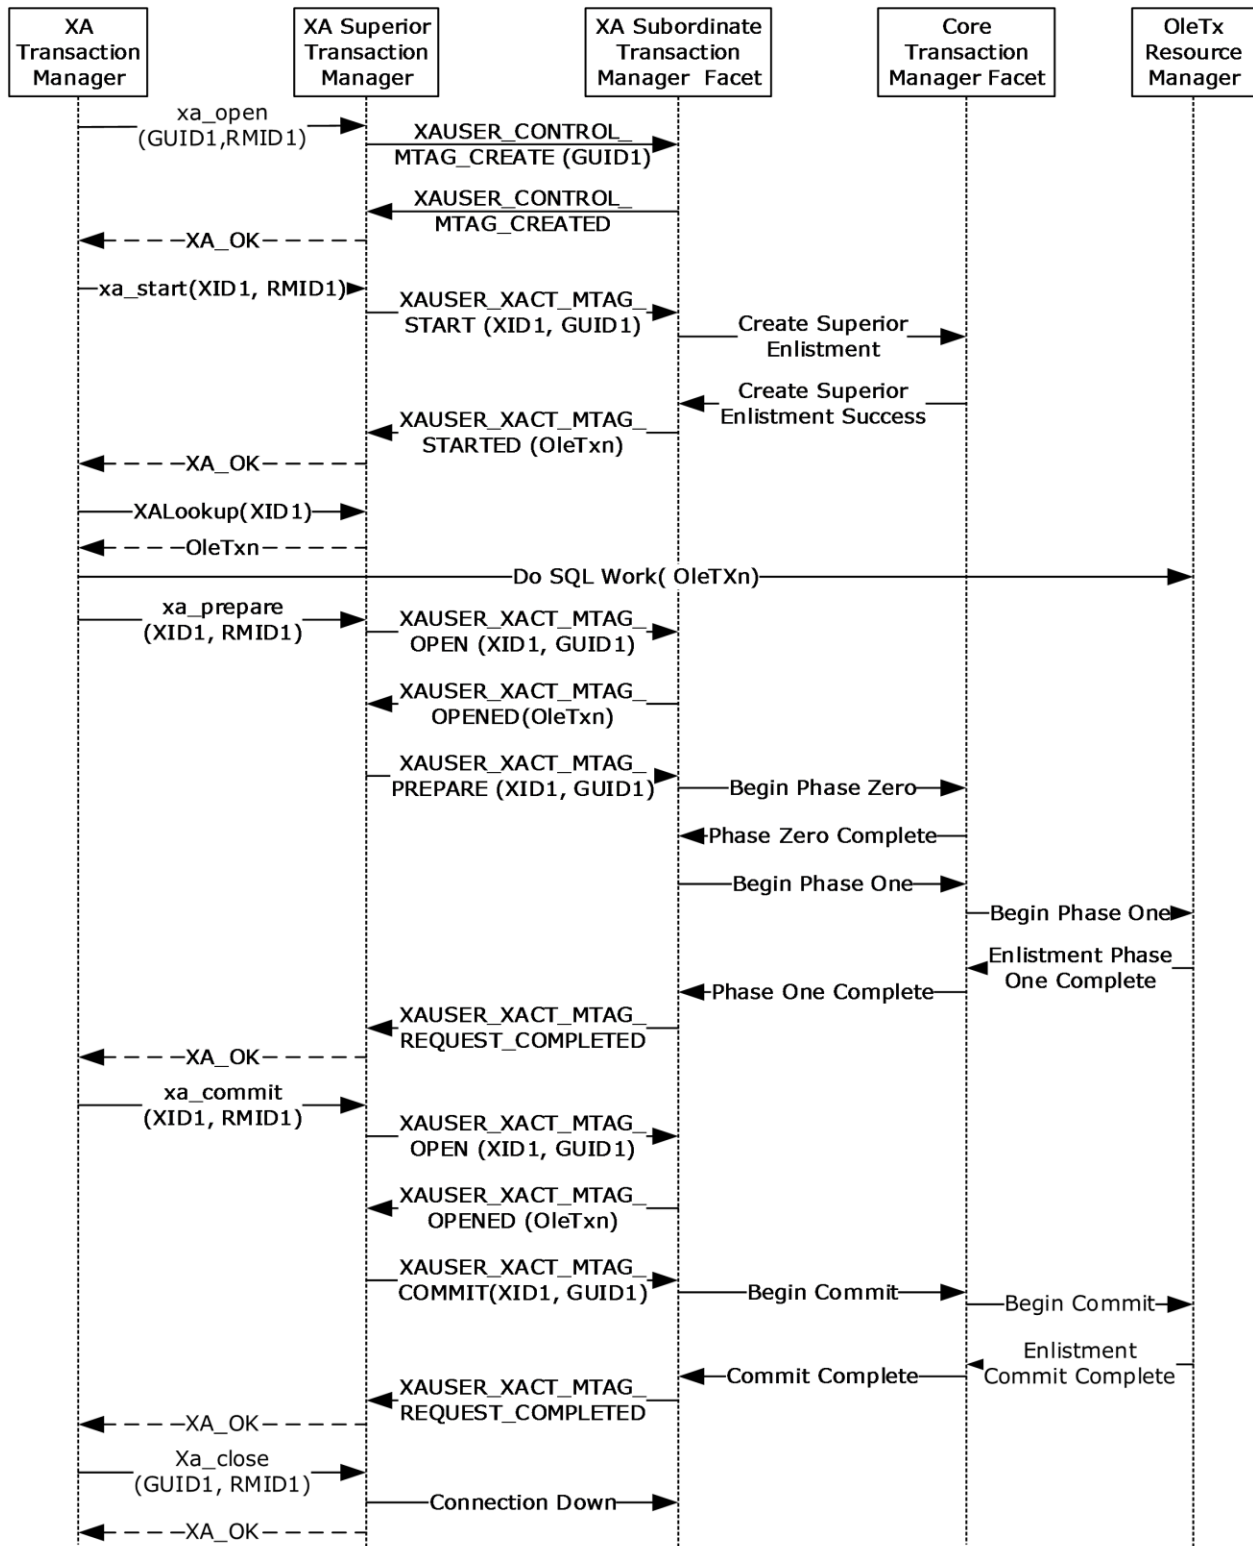 XA
Transaction
Manager
XA Superior
Transaction
Manager
XA Subordinate
Transaction
Manager Facet
Core
Transaction
Manager Facet
OleTx
Resource
Manager
xa_open
(GUID1,RMID1)
XAUSER_CONTROL_
MTAG_CREATE (GUID1)
XAUSER_CONTROL_
MTAG_CREATED
XA_OK
xa_start(XID1, RMID1)
XAUSER_XACT_MTAG_
START (XID1, GUID1)
Create Superior
Enlistment
Create Superior
Enlistment Success
XAUSER_XACT_MTAG_
STARTED (OleTxn)
XA_OK
XALookup(XID1)
OleTxn
Do SQL Work( OleTXn)
xa_prepare
(XID1, RMID1)
XAUSER_XACT_MTAG_
OPEN (XID1, GUID1)
XAUSER_XACT_MTAG_
OPENED(OleTxn)
XAUSER_XACT_MTAG_
PREPARE (XID1, GUID1)
Begin Phase Zero
Phase Zero Complete
Begin Phase One
Begin Phase One
Enlistment Phase
One Complete
Phase One Complete
XAUSER_XACT_MTAG_
REQUEST_COMPLETED
XA_OK
xa_commit
(XID1, RMID1)
XAUSER_XACT_MTAG_
OPEN (XID1, GUID1)
XAUSER_XACT_MTAG_
OPENED (OleTxn)
XAUSER_XACT_MTAG_
COMMIT(XID1, GUID1)
Begin Commit
Begin Commit
Enlistment
Commit Complete
Commit Complete
XAUSER_XACT_MTAG_
REQUEST_COMPLETED
XA_OK
Xa_close
(GUID1, RMID1)
Connection Down
XA_OK